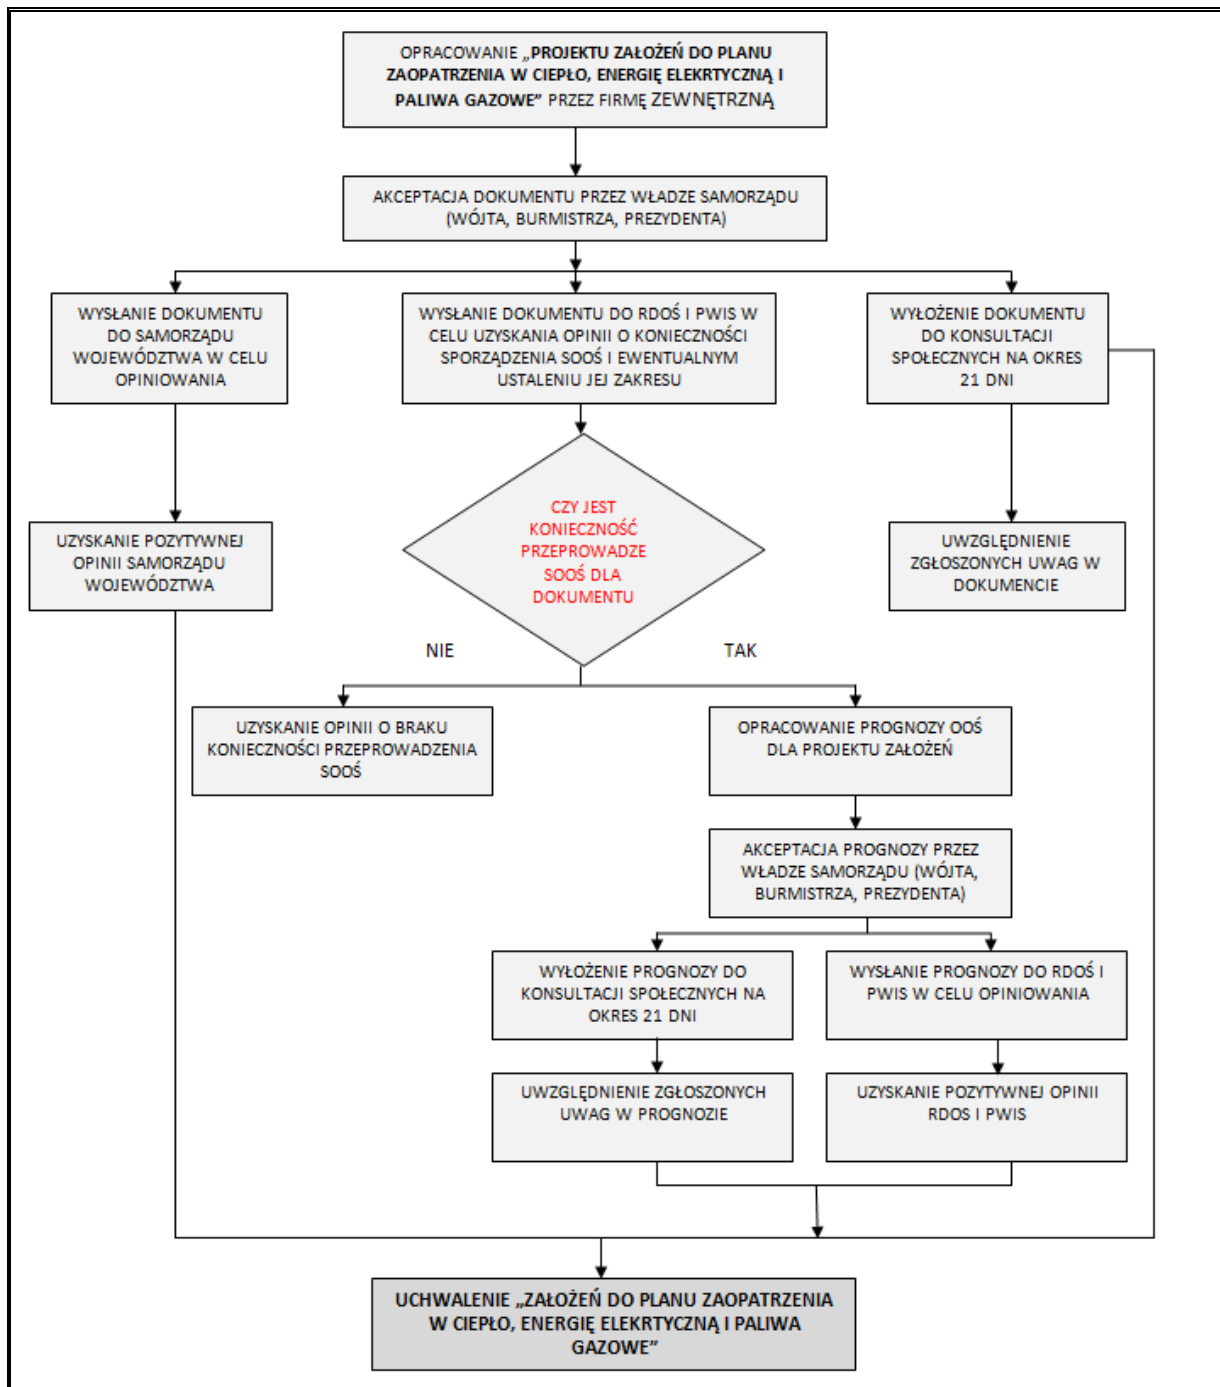 OPRACOWANIE „PROJEKTU ZAŁOŻEŃ DO PLANU
ZAOPATRZENIA W CIEPŁO, ENERGIĘ ELEKRTYCZNĄ I
PALIWA GAZOWE” PRZEZ FIRMĘ ZEWNĘTRZNĄ
AKCEPTACJA DOKUMENTU PRZEZ WŁADZE SAMORZĄDU
(WÓJTA, BURMISTRZA, PREZYDENTA)
WYSŁANIE DOKUMENTU
DO SAMORZĄDU
WOJEWÓDZTWA W CELU
OPINIOWANIA
WYSŁANIE DOKUMENTU DO RDOŚ I PWIS W
CELU UZYSKANIA OPINII O KONIECZNOŚCI
SPORZĄDZENIA SOOŚ I EWENTUALNYM
USTALENIU JEJ ZAKRESU
WYŁOŻENIE DOKUMENTU
DO KONSULTACJI
SPOŁECZNYCH NA OKRES
21 DNI
CZY JEST
KONIECZNOŚĆ
PRZEPROWADZE
SOOŚ DLA
DOKUMENTU
UZYSKANIE POZYTYWNEJ
OPINII SAMORZĄDU
WOJEWÓDZTWA
UWZGLĘDNIENIE
ZGŁOSZONYCH UWAG W
DOKUMENCIE
NIE
TAK
UZYSKANIE OPINII O BRAKU
KONIECZNOŚCI PRZEPROWADZENIA
SOOŚ
OPRACOWANIE PROGNOZY OOŚ
DLA PROJEKTU ZAŁOŻEŃ
AKCEPTACJA PROGNOZY PRZEZ
WŁADZE SAMORZĄDU (WÓJTA,
BURMISTRZA, PREZYDENTA)
WYŁOŻENIE PROGNOZY DO
KONSULTACJI SPOŁECZNYCH NA
OKRES 21 DNI
WYSŁANIE PROGNOZY DO RDOŚ I
PWIS W CELU OPINIOWANIA
UWZGLĘDNIENIE ZGŁOSZONYCH
UWAG W PROGNOZIE
UZYSKANIE POZYTYWNEJ OPINII
RDOS I PWIS
UCHWALENIE „ZAŁOŻEŃ DO PLANU ZAOPATRZENIA
W CIEPŁO, ENERGIĘ ELEKRTYCZNĄ I PALIWA
GAZOWE”